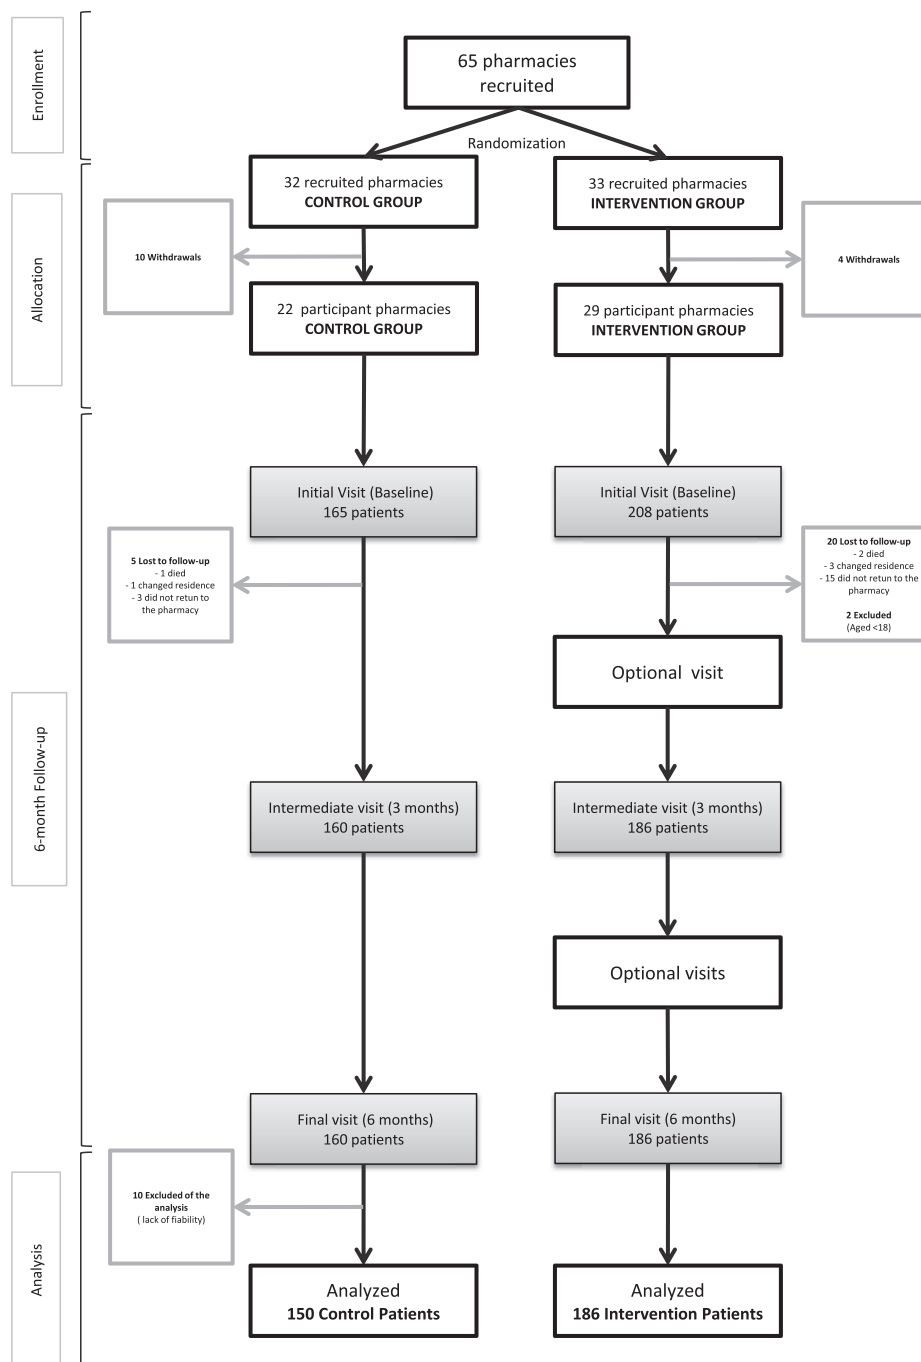 Enrollment
65 pharmacies
recruited
Randomization
Allocation
32 recruited pharmacies
CONTROL GROUP
33 recruited pharmacies
INTERVENTION GROUP
10 Withdrawals
4 Withdrawals
22 participant pharmacies
CONTROL GROUP
29 participant pharmacies
INTERVENTION GROUP
6-month Follow-up
Initial Visit (Baseline)
165 patients
Initial Visit (Baseline)
208 patients
5 Lost to follow-up
- 1 died
- 1 changed residence
- 3 did not retun to
the pharmacy
20 Lost to follow-up
- 2 died
- 3 changed residence
- 15 did not retun to the
pharmacy
2 Excluded
(Aged <18)
Optional visit
Intermediate visit (3 months)
160 patients
Intermediate visit (3 months)
186 patients
Optional visits
Final visit (6 months)
160 patients
Final visit (6 months)
186 patients
Analysis
10 Excluded of the
analysis
( lack of fiability)
Analyzed
150 Control Patients
Analyzed
186 Intervention Patients